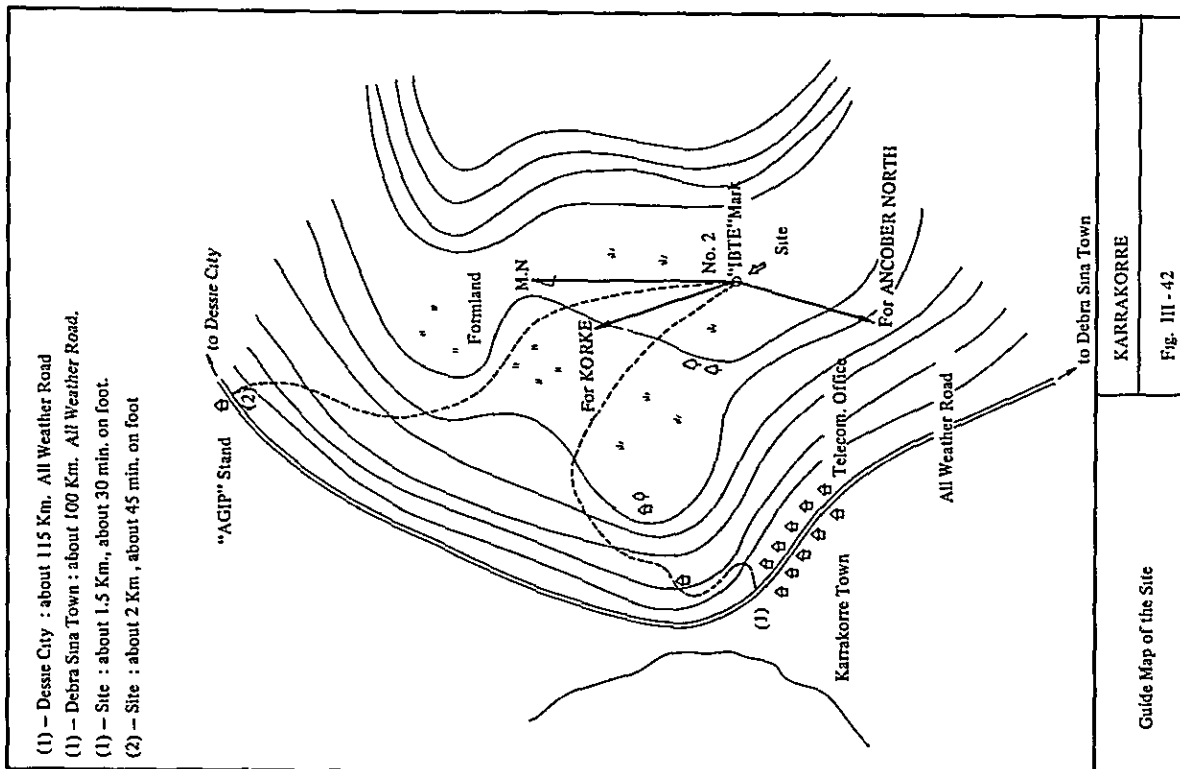 (1) – Dessie City : about 115 Km. All Weather Road
(1) – Debra Sina Town : about 100 Km. All Weather Road.
(1) – Site : about 1.5 Km., about 30 min. on foot.
(2) – Site : about 2 Km , about 45 min. on foot
to Dessie City
"AGIP" Stand
(2)
Formland
M.N
For KORKE
No. 2
"IBTE" Mark
Site
For ANCOBER NORTH
Telecom. Office
All Weather Road
(1)
Karrakorre Town
to Debra Sina Town
Guide Map of the Site
KARRAKORRE
Fig. III - 42